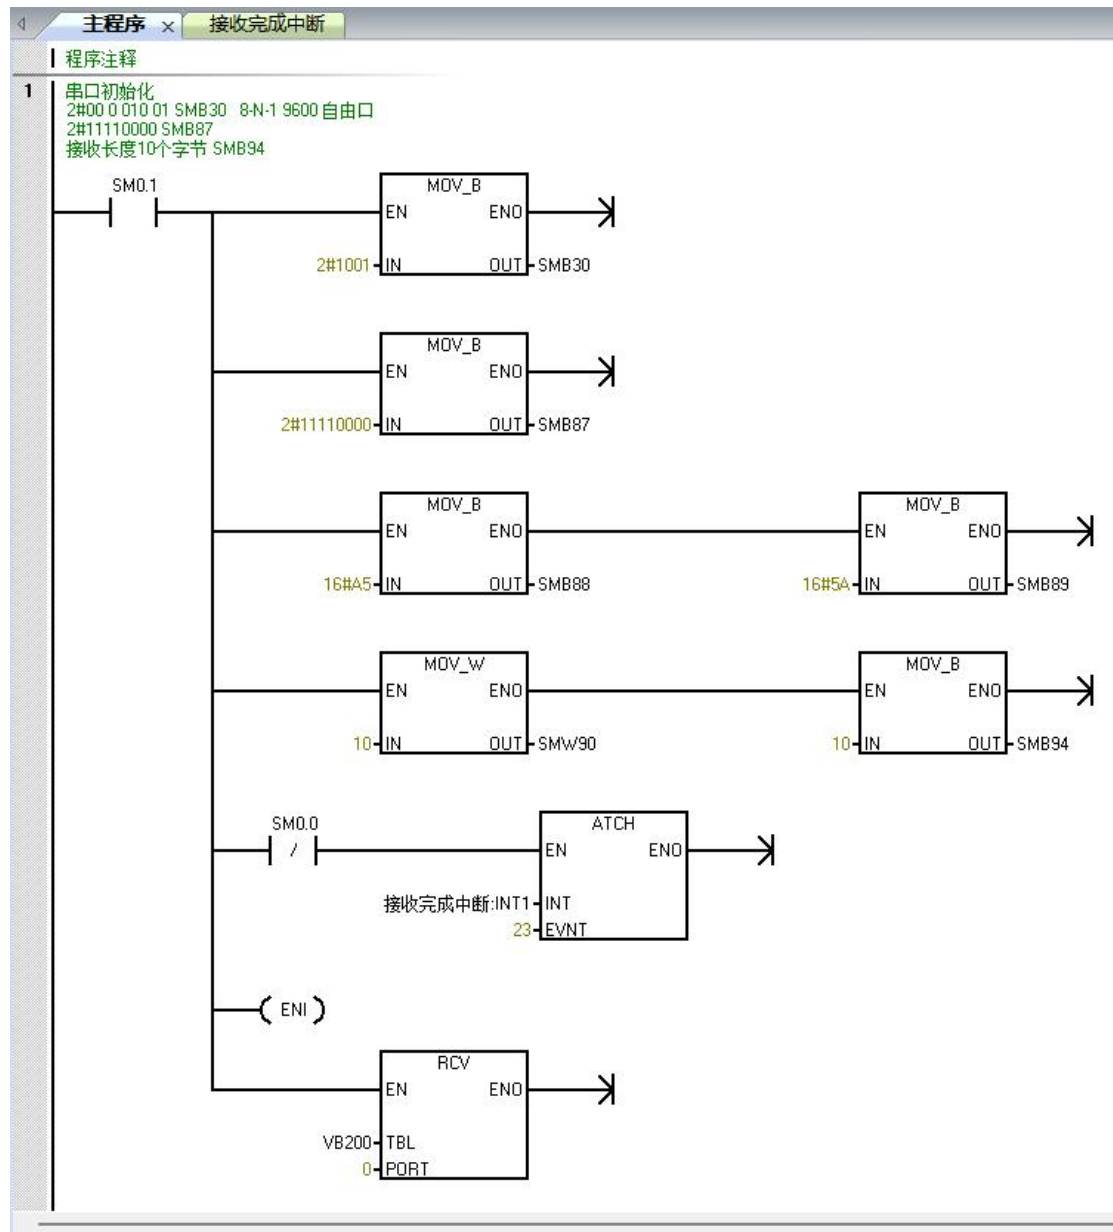 主程序 x 接收完成中断
程序注释
1 串口初始化
2#00 0 010 01 SMB30 8-N-1 9600 自由口
2#11110000 SMB87
接收长度10个字节 SMB94
SM0.1
MOV_B
EN ENO
2#1001 IN OUT SMB30
MOV_B
EN ENO
2#11110000 IN OUT SMB87
MOV_B MOV_B
EN ENO EN ENO
16#A5 IN OUT SMB88 16#5A IN OUT SMB89
MOV_W MOV_B
EN ENO EN ENO
10 IN OUT SMW90 10 IN OUT SMB94
SM0.0 ATCH
/ EN ENO
接收完成中断:INT1 INT
23 EVNT
( ENI )
RCV
EN ENO
VB200 TBL
0 PORT